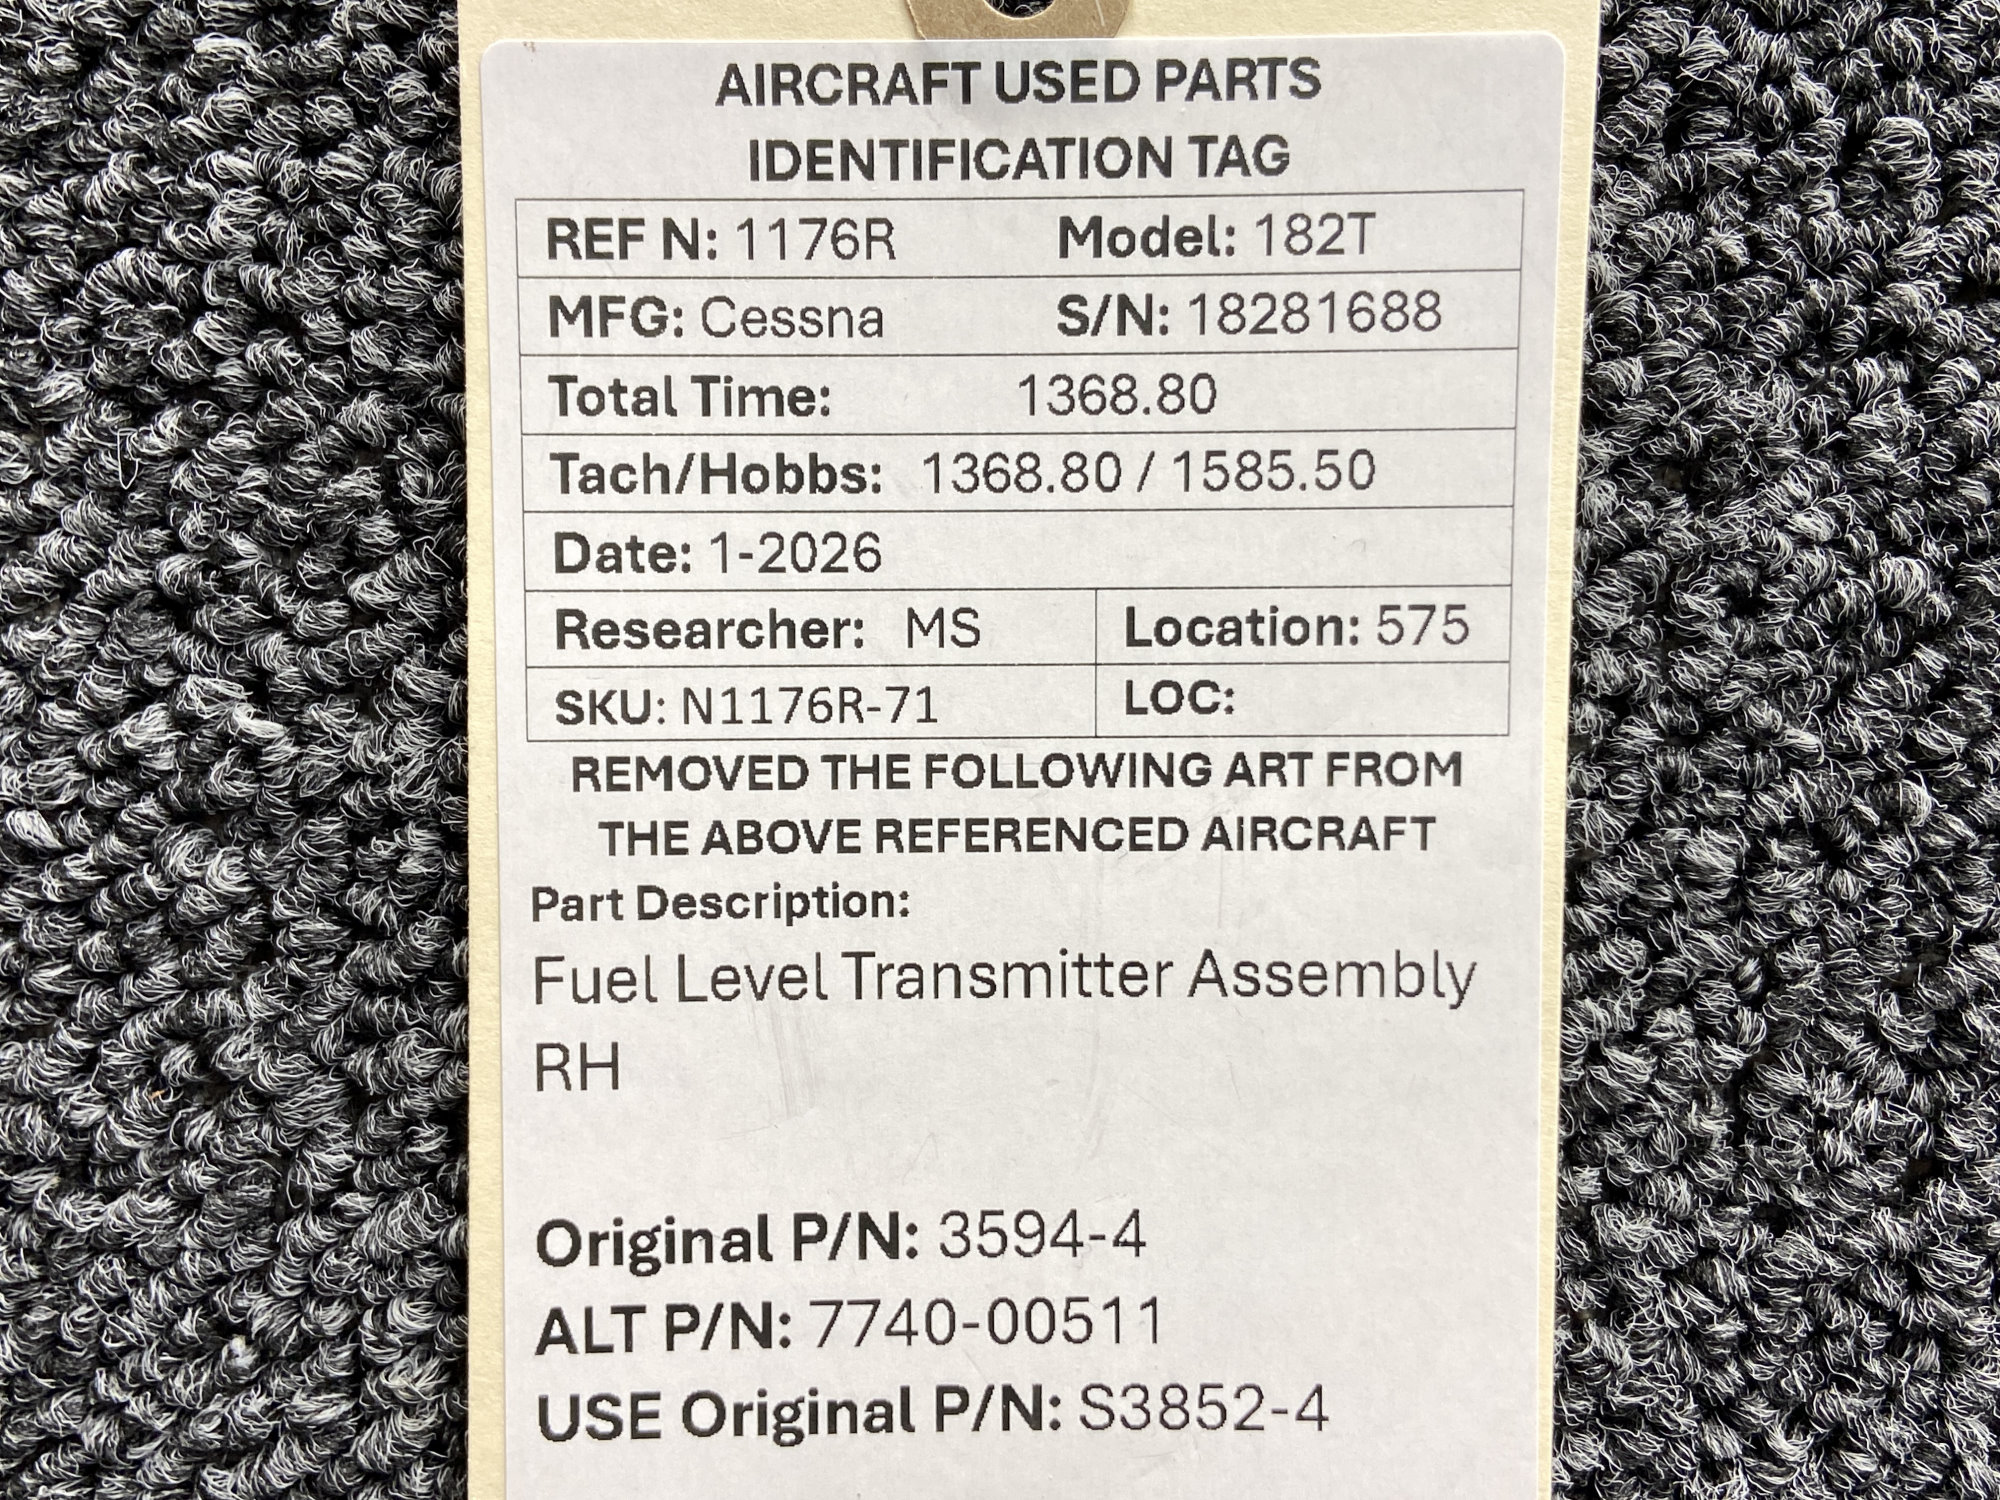 AIRCRAFT USED PARTS
IDENTIFICATION TAG
REF N: 1176R Model: 182T
MFG: Cessna S/N: 18281688
Total Time: 1368.80
Tach/Hobbs: 1368.80 / 1585.50
Date: 1-2026
Researcher: MS Location: 575
SKU: N1176R-71 LOC:
REMOVED THE FOLLOWING ART FROM
THE ABOVE REFERENCED AIRCRAFT
Part Description:
Fuel Level Transmitter Assembly
RH
Original P/N: 3594-4
ALT P/N: 7740-00511
USE Original P/N: S3852-4